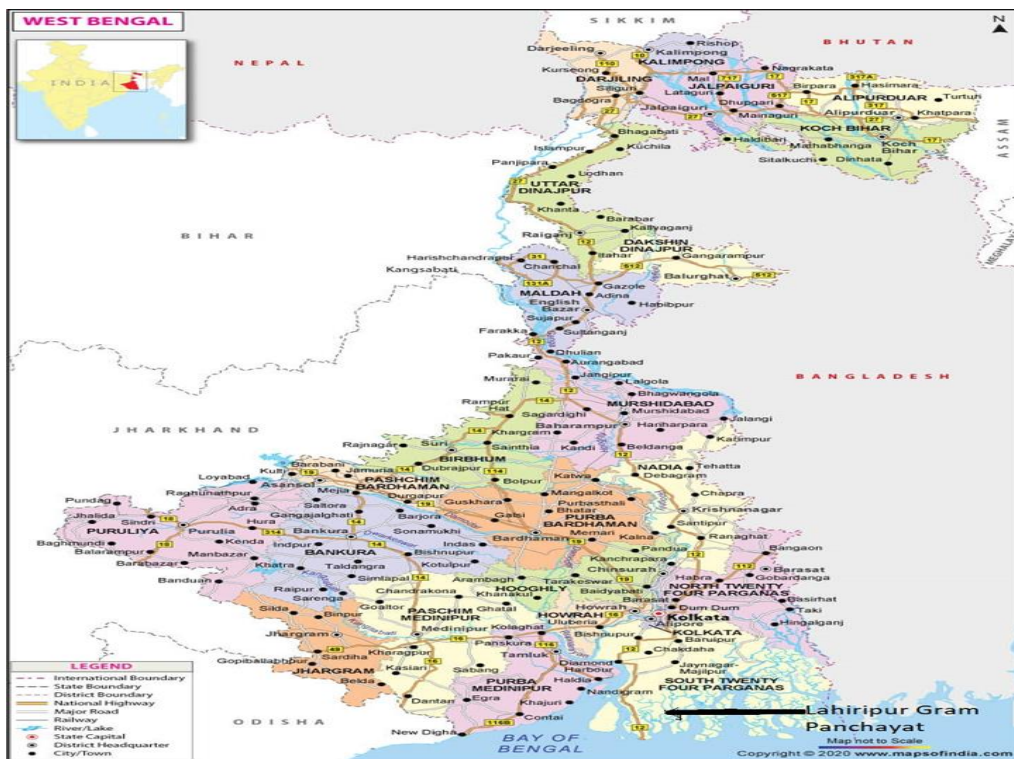 WEST BENGAL
SIKKIM
N
BHUTAN
NEPAL
INDIA
Darjeeling
Kalimpong
Rishop
KALIMPONG
Kurseong
DARJILING
Nagrakata
Mal
JALPAIGURI
Hasimara
Siliguri
Lataguri
Birpara
ALIPURDUAR
Turturi
Bagdogra
Jalpaiguri
Dhupgari
Mainaguri
Alipurduar
Khatpara
Bhagabati
KOCH BIHAR
Haldibari
Mathabhanga
Koch
Bihar
Islampur
Kuchila
Sitalkuchi
Dinhata
ASSAM
Panjipara
Lodhan
UTTAR
DINAJPUR
Khanta
Barabar
Kaliyaganj
BIHAR
Raiganj
DAKSHIN
DINAJPUR
Itahar
Gangarampur
MEGHALAYA
Harishchandrapur
Chanchal
Kangsabati
Balurghat
MALDAH
Gazole
English
Bazar
Adina
Habibpur
Sujapur
Farakka
Sultanganj
Pakaur
Dhulian
Aurangabad
BANGLADESH
Murarai
Jangipur
Lalgola
Bhagwangola
Rampur
Hat
MURSHIDABAD
Sagardighi
Murshidabad
Jalangi
JHARKHAND
Khargram
Baharampur
Hariharpara
Karimpur
Rajnagar
Suri
Sainthia
Kandi
Beldanga
BIRBHUM
Barabani
Kulti
Jamuria
Dubrajpur
NADIA
Tehatta
Loyabad
Asansol
PASHCHIM
BARDHAMAN
Bolpur
Katwa
Debagram
Raghunathpur
Mejia
Durgapur
Mangalkot
Chapra
Pundag
Adra
Saltora
Guskhara
Purbasthali
Jhalida
Sindri
Gangajalghati
Barjora
Galsi
Bhatar
Krishnanagar
PURULIYA
Purulia
Hura
Bankura
Sonamukhi
PURBA
BARDHAMAN
Santipur
Baghmundi
Kenda
Indpur
Bardhaman
Memari
Kalna
Ranaghat
Balarampur
Manbazar
BANKURA
Bishnupur
Indas
Pandua
Bangaon
Barabazar
Khatra
Taldangra
Kotulpur
Kanchrapara
Chinsurah
Barasat
Banduan
Simlapal
Arambagh
Tarakeswar
Habra
Gobardanga
Raipur
Chandrakona
HOOGHLY
NORTH TWENTY
FOUR PARGANAS
Sarenga
Goaltor
Khanakul
Baidyabati
Basirhat
Silda
Binpur
PASCHIM
MEDINIPUR
Ghatal
Howrah
Barasat
Dum Dum
Taki
HOWRAH
Kolkata
Hingalganj
Jhargram
Medinipur
Kolaghat
Uluberia
Alipore
Kharagpur
Panskura
Bishnupur
KOLKATA
Baruipur
Gopiballabhpur
Sardiha
Tamluk
Chakdaha
JHARGRAM
Kasiari
Sabang
Diamond
Harbour
Jaynagar-
Majilpur
Belda
PURBA
MEDINIPUR
Haldia
SOUTH TWENTY
FOUR PARGANAS
Dantan
Egra
Nandigram
Khajuri
ODISHA
Contai
New Digha
BAY OF
BENGAL
Lahiripur Gram
Panchayat
LEGEND
International Boundary
State Boundary
District Boundary
National Highway
Major Road
Railway
River/Lake
State Capital
District Headquarter
City/Town
Map not to Scale
Copyright © 2020 www.mapsofindia.com